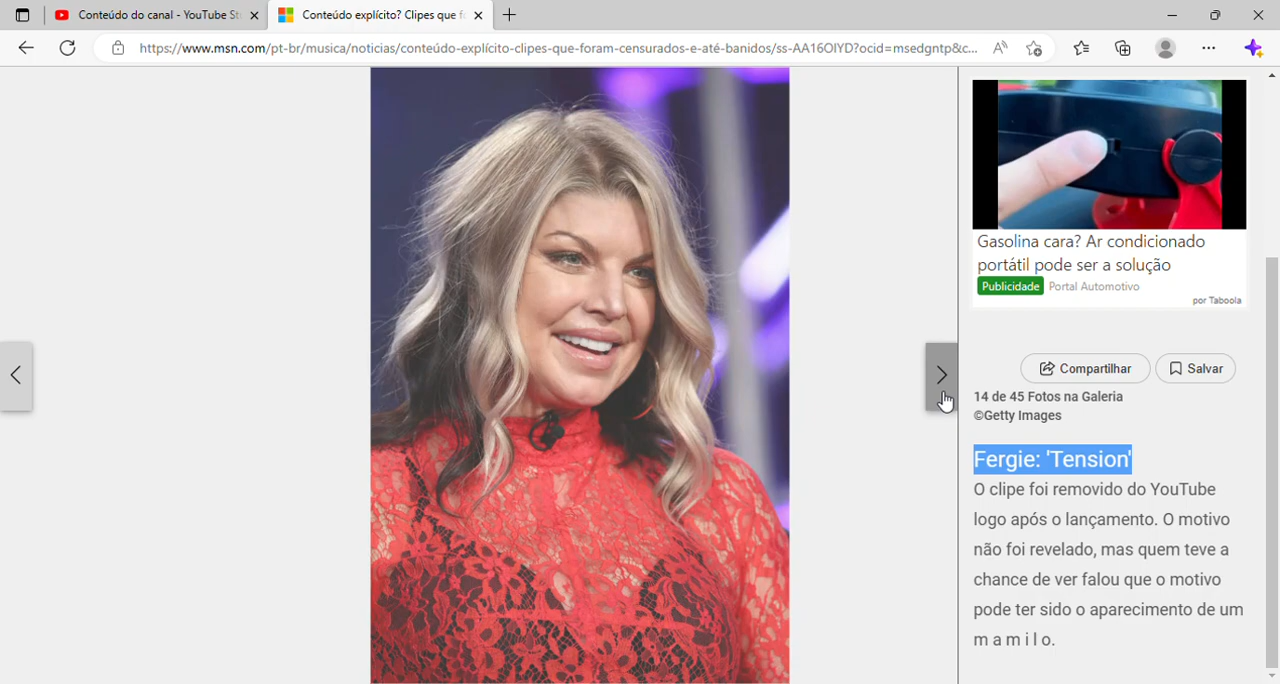 Conteúdo do canal - YouTube St
Conteúdo explícito? Clipes que f
https://www.msn.com/pt-br/musica/noticias/conteúdo-explícito-clipes-que-foram-censurados-e-até-banidos/ss-AA16OIYD?ocid=msedgntp&c...
Gasolina cara? Ar condicionado
portátil pode ser a solução
Publicidade Portal Automotivo
por Taboola
Compartilhar Salvar
14 de 45 Fotos na Galeria
©Getty Images
Fergie: 'Tension'
O clipe foi removido do YouTube
logo após o lançamento. O motivo
não foi revelado, mas quem teve a
chance de ver falou que o motivo
pode ter sido o aparecimento de um
m a m i l o.